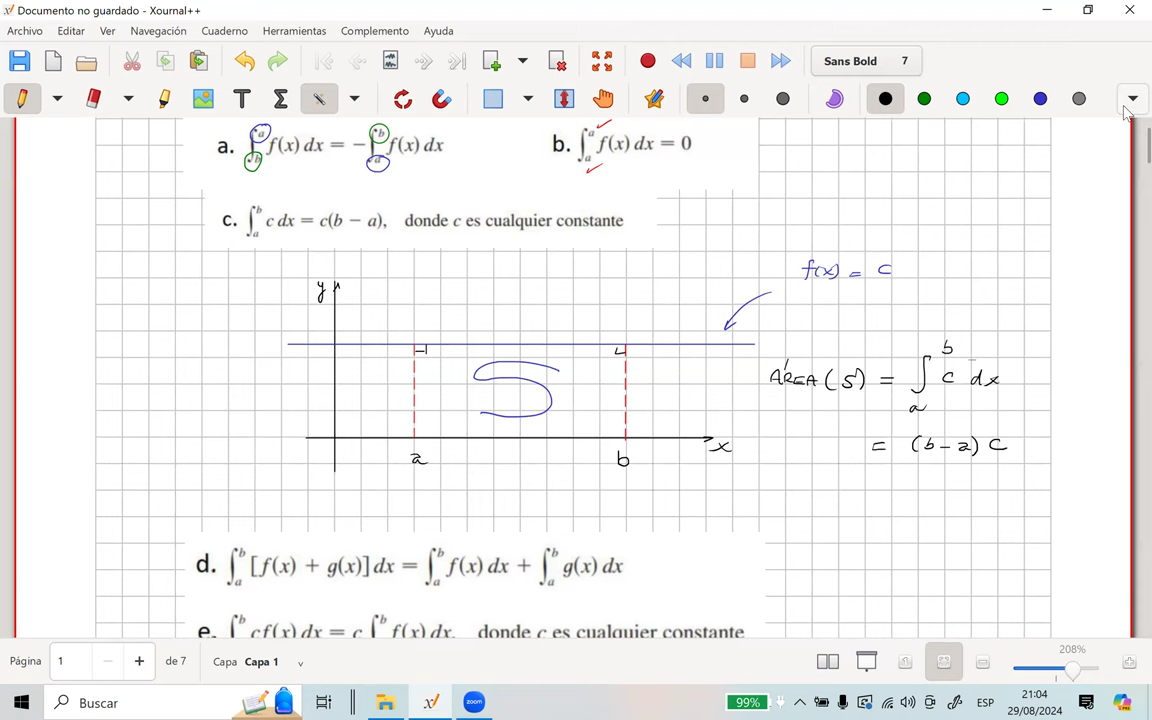 Documento no guardado - Xournal++
Archivo Editar Ver Navegación Cuaderno Herramientas Complemento Ayuda
Sans Bold 7
a. ∫_b^a f(x) dx = −∫_a^b f(x) dx
b. ∫_a^a f(x) dx = 0
c. ∫_a^b c dx = c(b − a), donde c es cualquier constante
f(x) = c
y
S
a b x
ÁREA(S) = ∫_a^b c dx
= (b − a) c
d. ∫_a^b [f(x) + g(x)] dx = ∫_a^b f(x) dx + ∫_a^b g(x) dx
e. ∫^b cf(x) dx = c ∫^b f(x) dx, donde c es cualquier constante
Página 1 de 7 Capa Capa 1
208%
Buscar
zoom
99%
ESP
21:04
29/08/2024